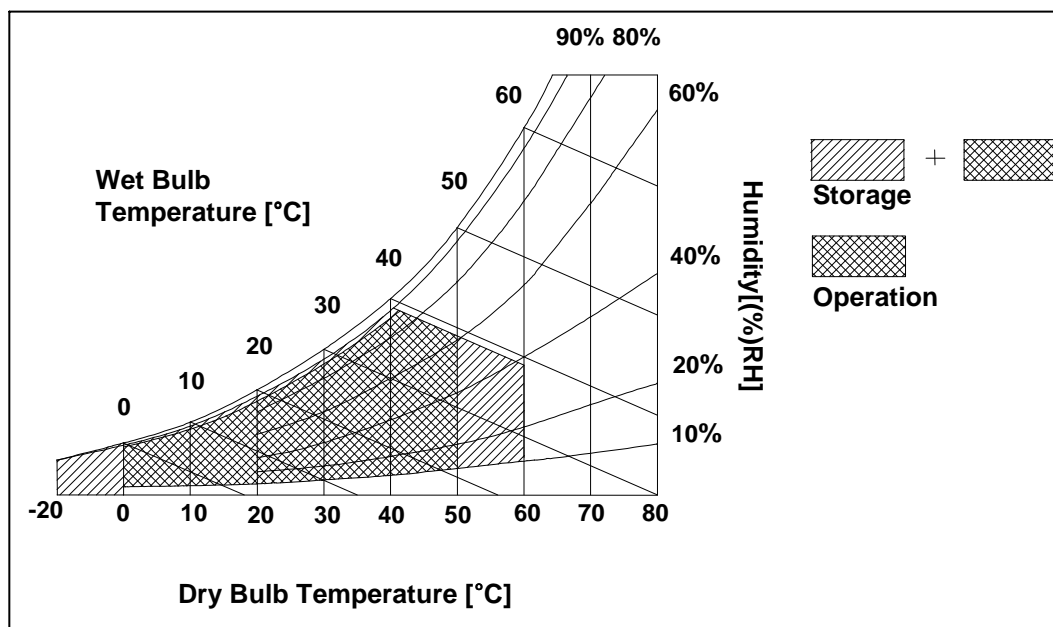 90% 80%
60
60%
50
Wet Bulb
Temperature [°C]
+
Storage
40
40%
30
Humidity[(%)RH]
Operation
20
20%
10
0
10%
-20 0 10 20 30 40 50 60 70 80
Dry Bulb Temperature [°C]